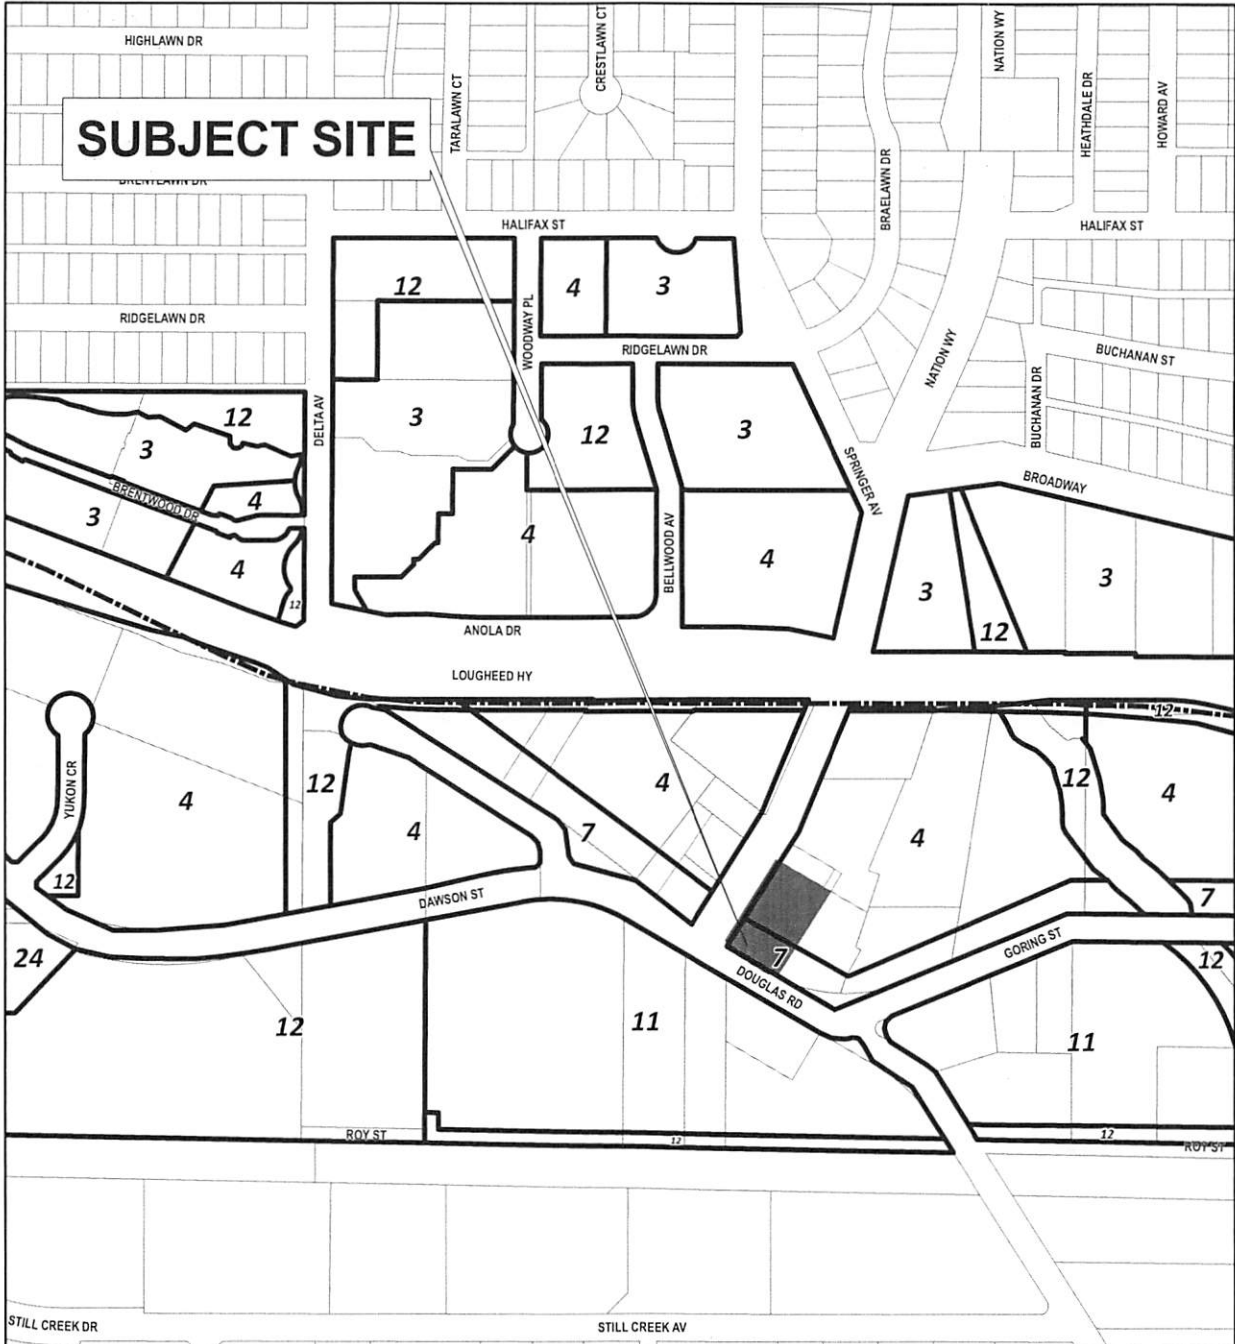 HIGHLAWN DR
TARALAWN CT
CRESTLAWN CT
NATION WY
HEATHDALE DR
HOWARD AV
SUBJECT SITE
BRENTLAWN DR
BRAELAWN DR
HALIFAX ST
HALIFAX ST
12
4
3
WOODWAY PL
RIDGELAWN DR
RIDGELAWN DR
NATION WY
BUCHANAN ST
BUCHANAN DR
DELTA AV
12
3
12
3
3
SPRINGER AV
BROADWAY
BRENTWOOD DR
4
3
4
4
BELLWOOD AV
4
3
3
12
12
ANOLA DR
LOUGHEED HY
12
YUKON CR
4
12
4
7
4
4
12
4
12
DAWSON ST
7
24
7
GORING ST
12
DOUGLAS RD
12
11
11
ROY ST
12
12
ROY ST
STILL CREEK DR
STILL CREEK AV